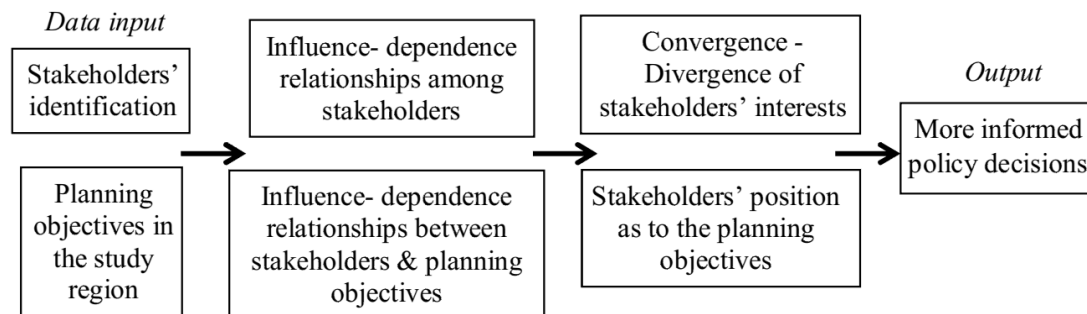 Data input
Stakeholders’
identification
Planning
objectives in
the study
region
Influence- dependence
relationships among
stakeholders
Influence- dependence
relationships between
stakeholders & planning
objectives
Convergence -
Divergence of
stakeholders’ interests
Stakeholders’ position
as to the planning
objectives
Output
More informed
policy decisions